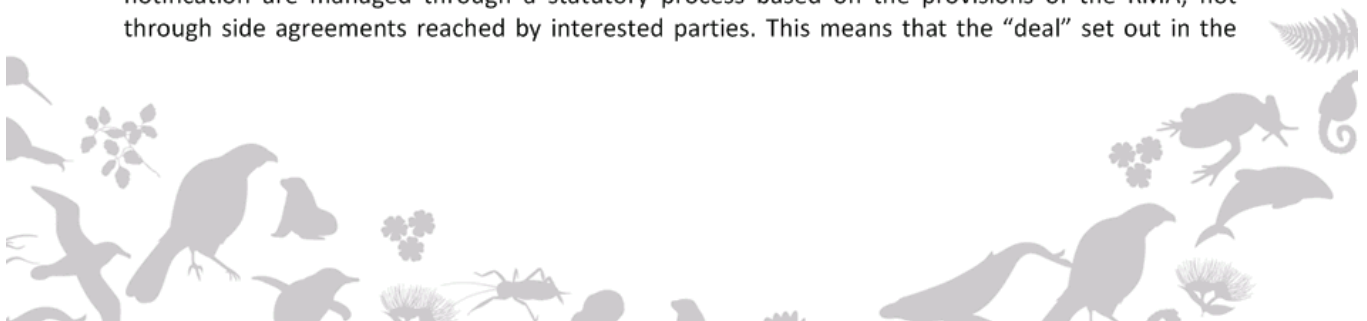 notification are managed through a statutory process based on the provisions of the RMA, not
through side agreements reached by interested parties. This means that the “deal” set out in the